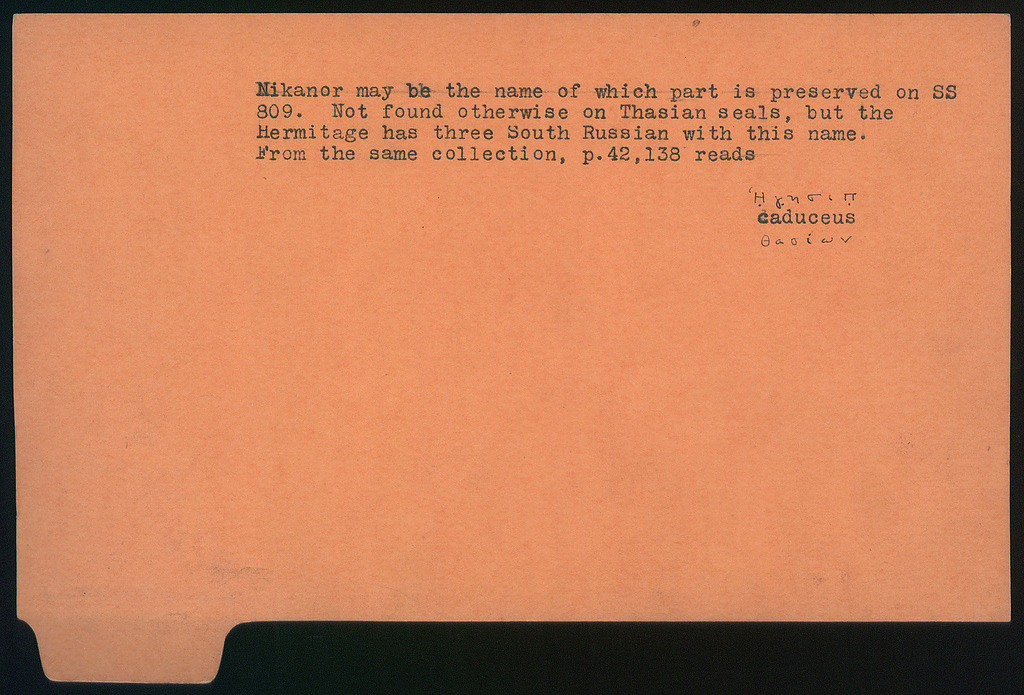 Nikanor may be the name of which part is preserved on SS
809. Not found otherwise on Thasian seals, but the
Hermitage has three South Russian with this name.
From the same collection, p.42,138 reads
Ἡγησιπ̣
caduceus
Θασίων